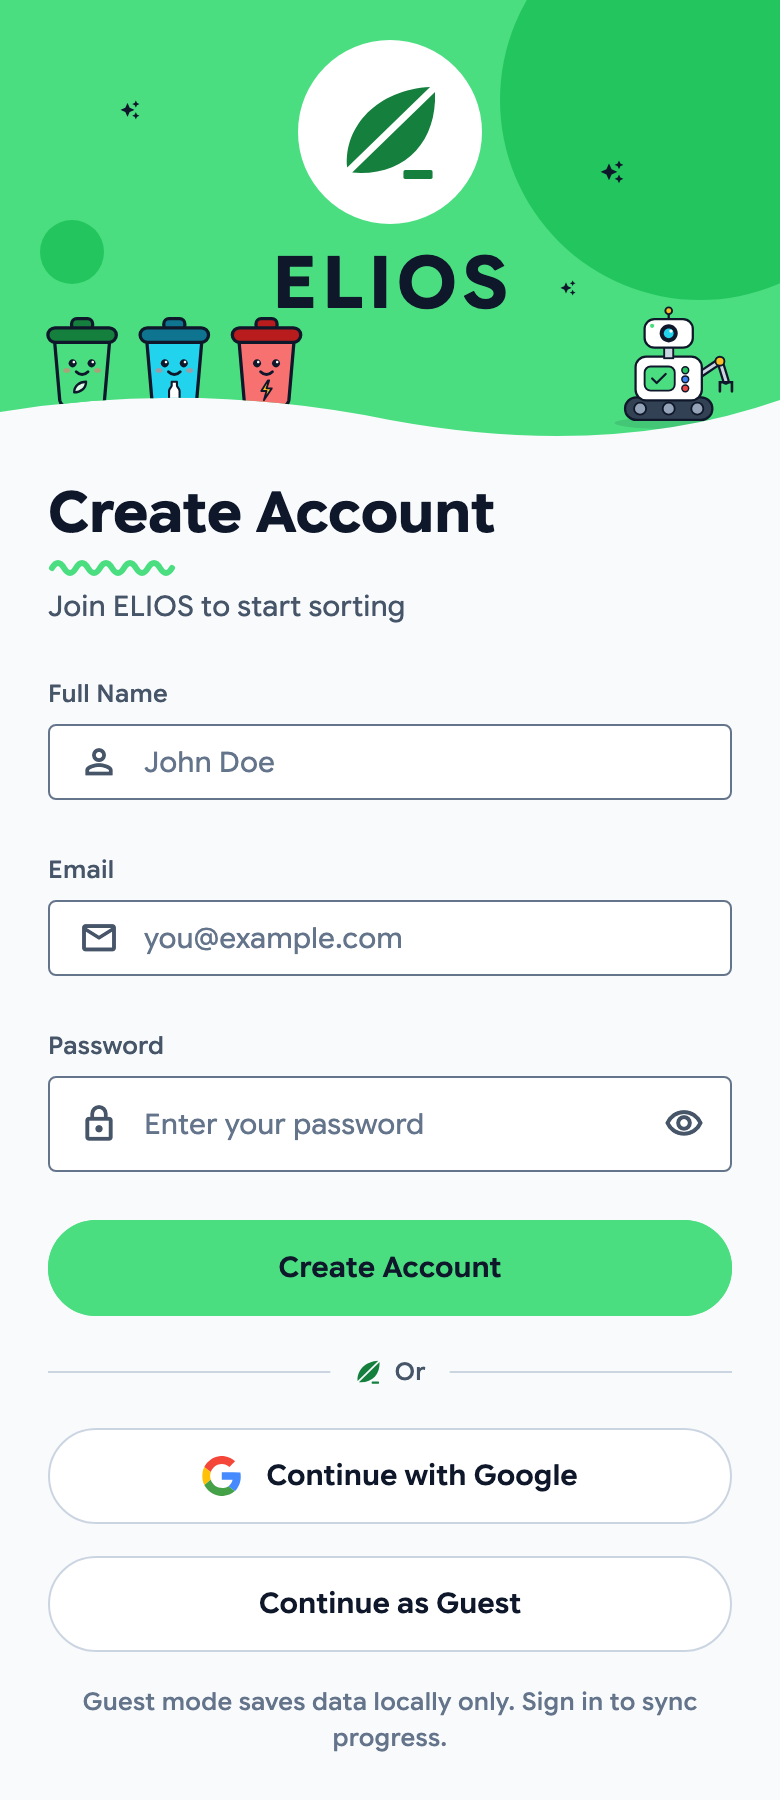 ELIOS
Create Account
Join ELIOS to start sorting
Full Name
John Doe
Email
you@example.com
Password
Enter your password
Create Account
Or
Continue with Google
Continue as Guest
Guest mode saves data locally only. Sign in to sync
progress.